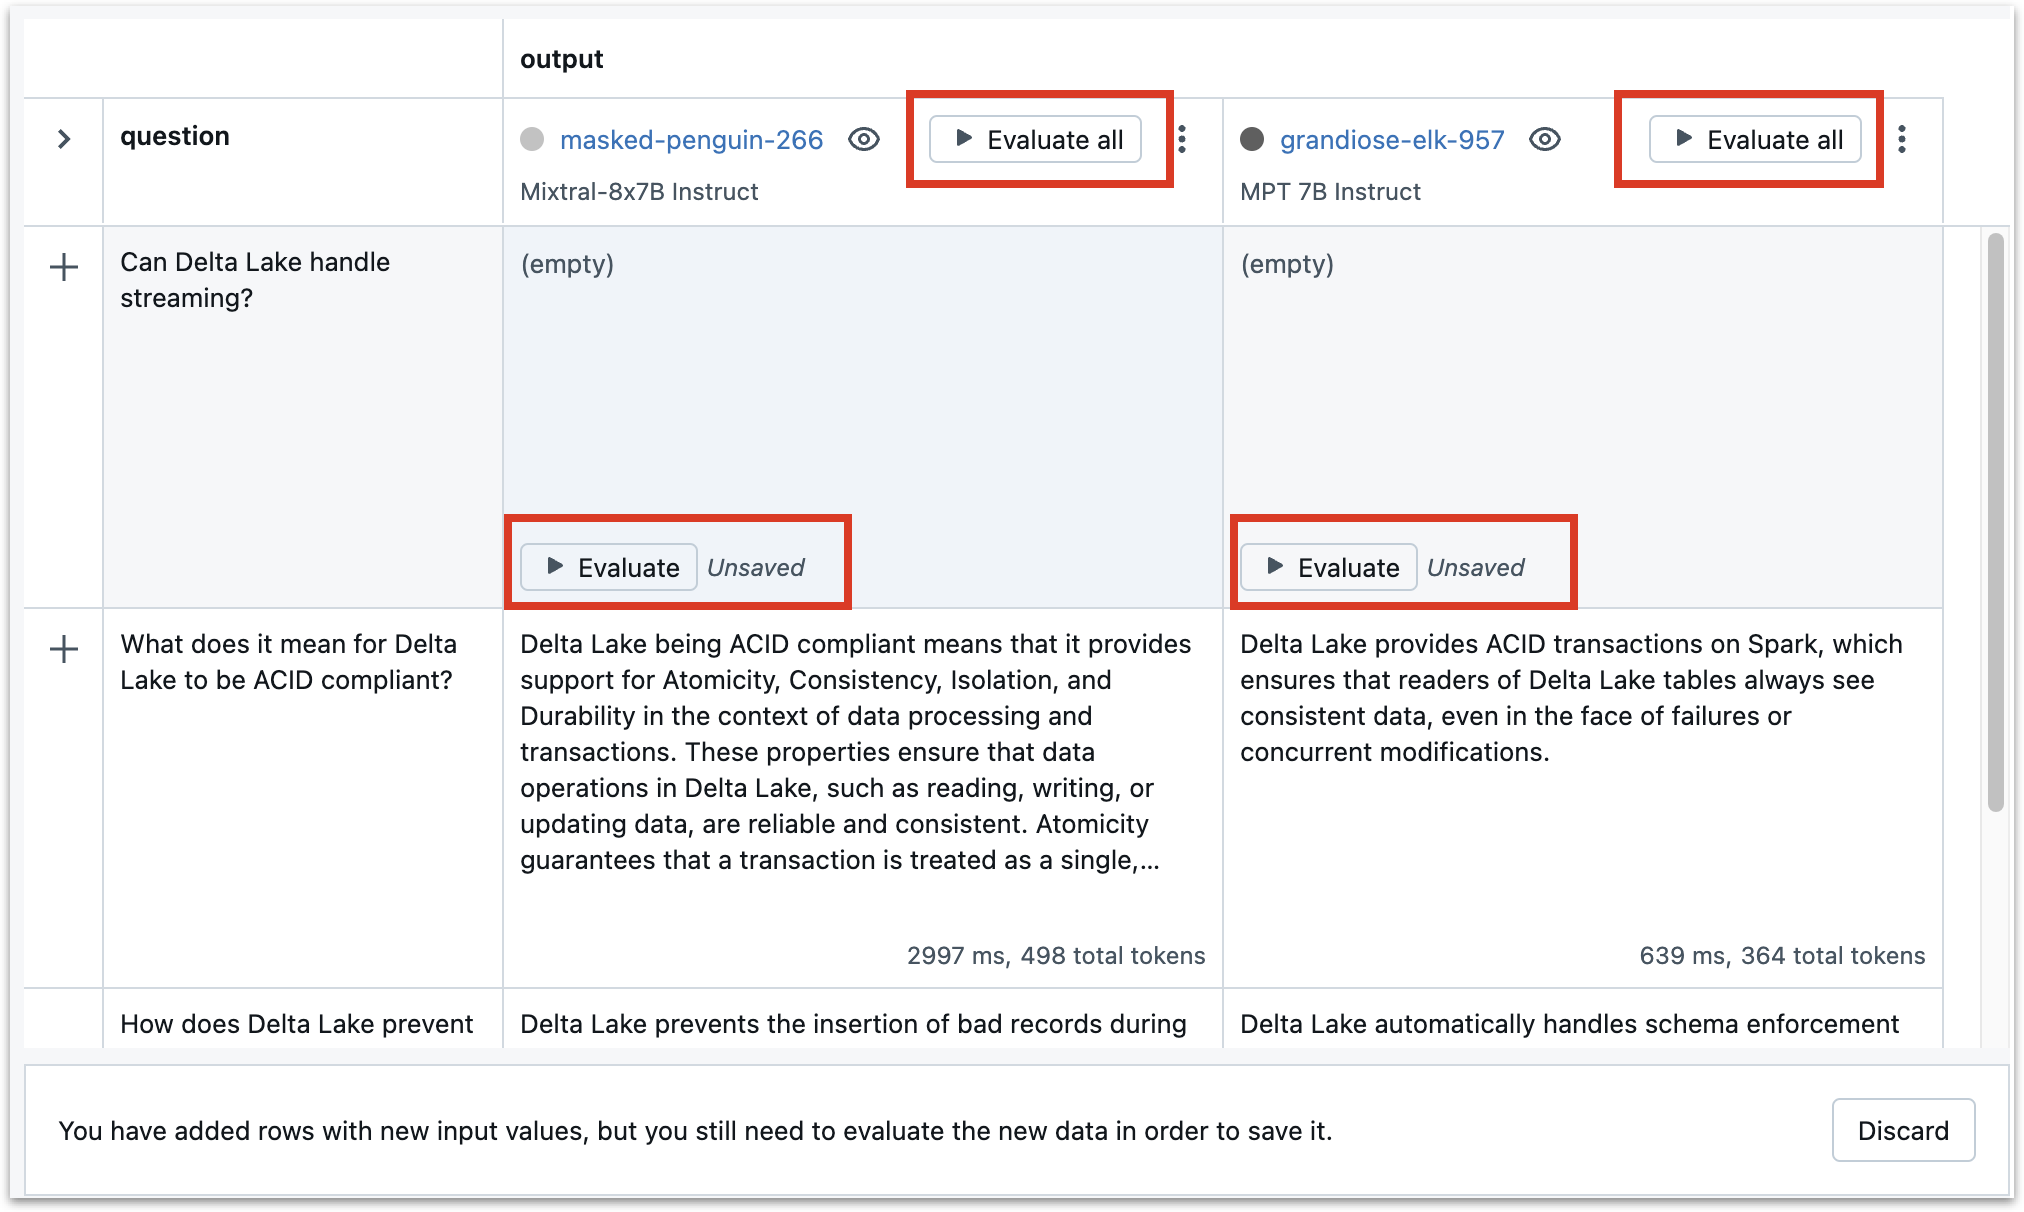 output
question
masked-penguin-266
Evaluate all
Mixtral-8x7B Instruct
grandiose-elk-957
Evaluate all
MPT 7B Instruct
Can Delta Lake handle
streaming?
(empty)
Evaluate
Unsaved
(empty)
Evaluate
Unsaved
What does it mean for Delta
Lake to be ACID compliant?
Delta Lake being ACID compliant means that it provides
support for Atomicity, Consistency, Isolation, and
Durability in the context of data processing and
transactions. These properties ensure that data
operations in Delta Lake, such as reading, writing, or
updating data, are reliable and consistent. Atomicity
guarantees that a transaction is treated as a single,...
2997 ms, 498 total tokens
Delta Lake provides ACID transactions on Spark, which
ensures that readers of Delta Lake tables always see
consistent data, even in the face of failures or
concurrent modifications.
639 ms, 364 total tokens
How does Delta Lake prevent
Delta Lake prevents the insertion of bad records during
Delta Lake automatically handles schema enforcement
You have added rows with new input values, but you still need to evaluate the new data in order to save it.
Discard